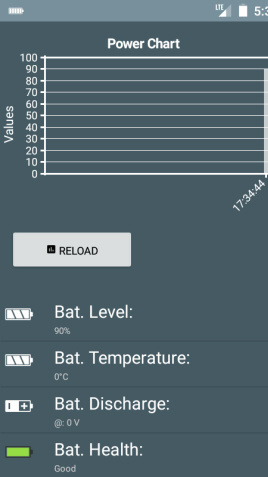 LTE 5:3
Power Chart
Values
100
90
80
70
60
50
40
30
20
10
0
17:34:44
RELOAD
Bat. Level:
90%
Bat. Temperature:
0°C
Bat. Discharge:
@: 0 V
Bat. Health:
Good